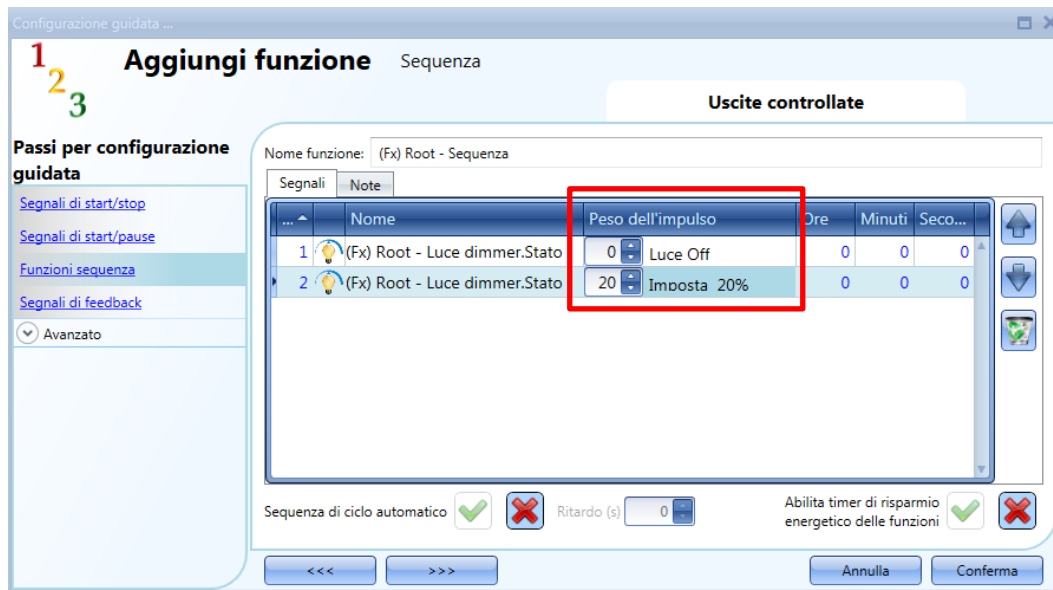 Configurazione guidata ...
1 2 3
Aggiungi funzione Sequenza
Uscite controllate
Passi per configurazione guidata
Segnali di start/stop
Segnali di start/pause
Funzioni sequenza
Segnali di feedback
Avanzato
Nome funzione: (Fx) Root - Sequenza
Segnali Note
... Nome Peso dell'impulso Ore Minuti Seco...
1 (Fx) Root - Luce dimmer.Stato 0 Luce Off 0 0 0
2 (Fx) Root - Luce dimmer.Stato 20 Imposta 20% 0 0 0
Sequenza di ciclo automatico Ritardo (s) 0 Abilita timer di risparmio
energetico delle funzioni
<<< >>> Annulla Conferma